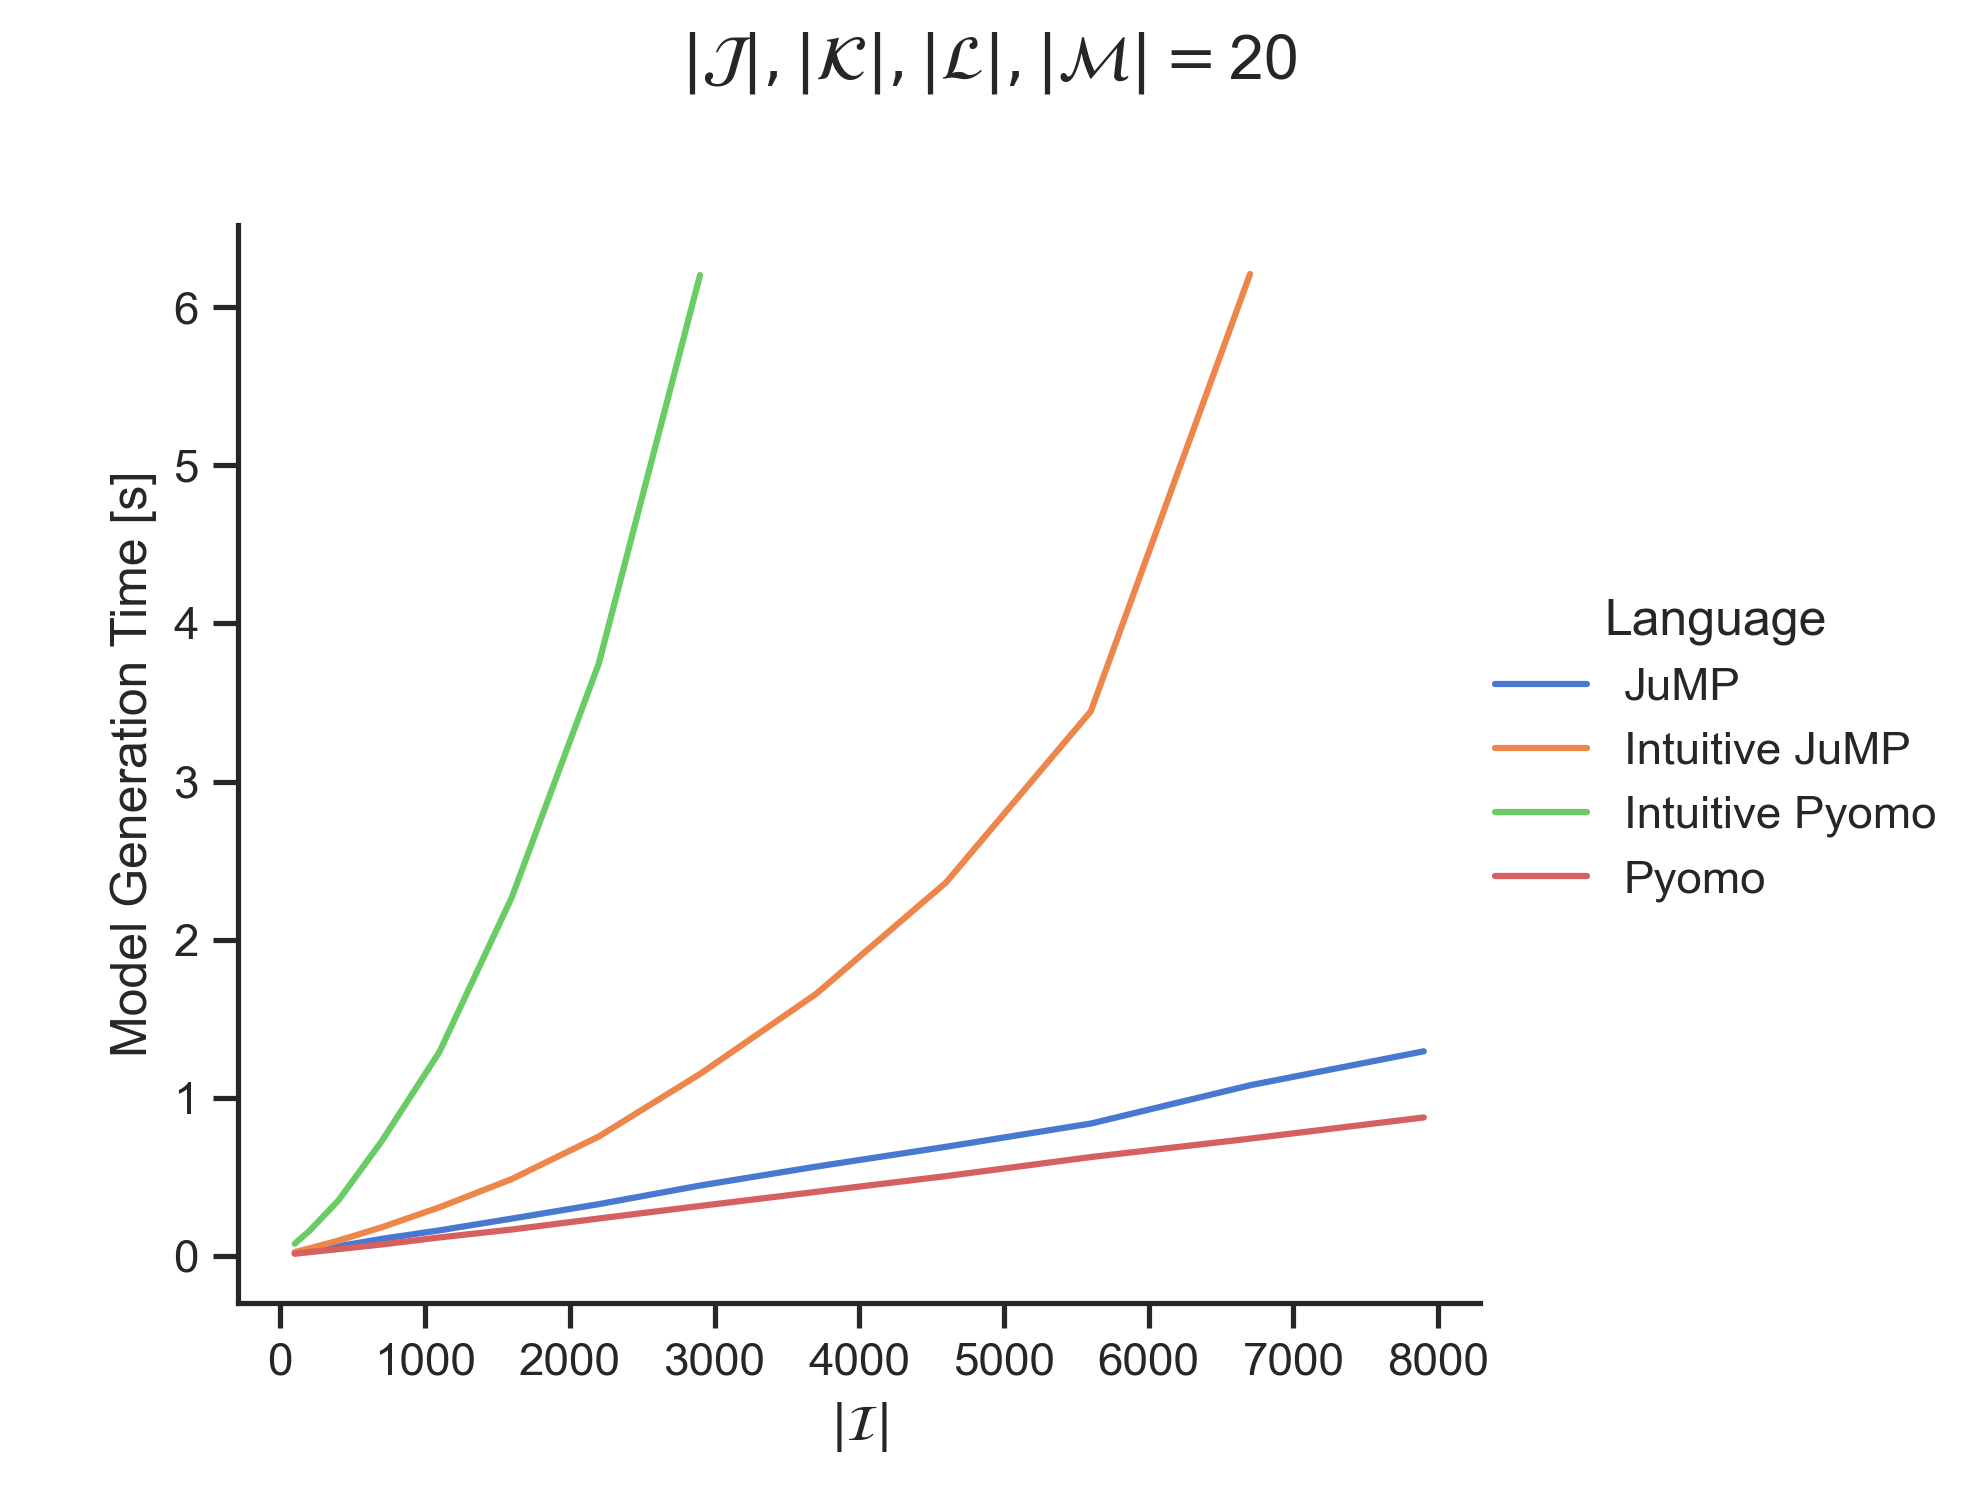 |𝒥|, |𝒦|, |ℒ|, |ℳ| = 20
6
5
4
3
2
1
0
Model Generation Time [s]
0 1000 2000 3000 4000 5000 6000 7000 8000
|ℐ|
Language
JuMP
Intuitive JuMP
Intuitive Pyomo
Pyomo